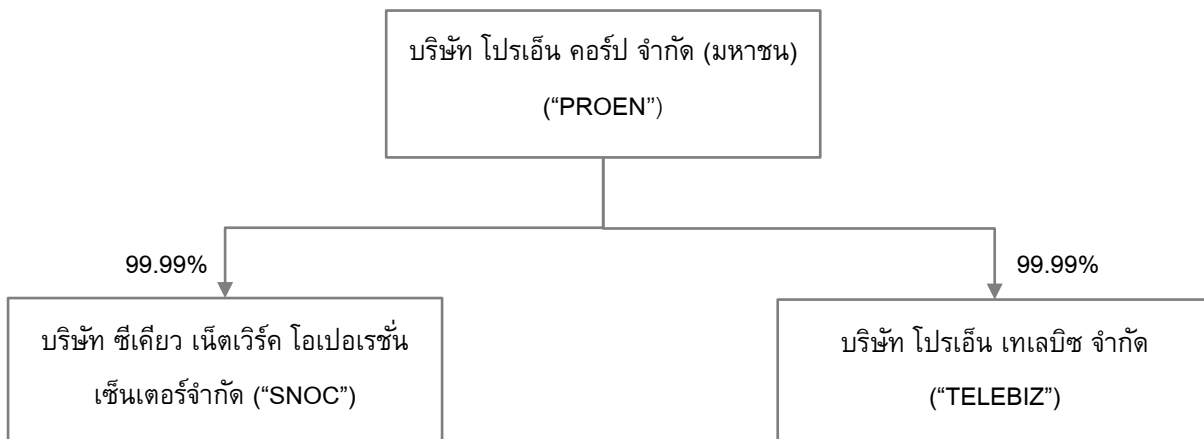 บริษัท โปรเอ็น คอร์ป จำกัด (มหาชน)
(“PROEN”)
99.99%
99.99%
บริษัท ซีเคียว เน็ตเวิร์ค โอเปอเรชั่น
เซ็นเตอร์จำกัด (“SNOC”)
บริษัท โปรเอ็น เทเลบิซ จำกัด
(“TELEBIZ”)